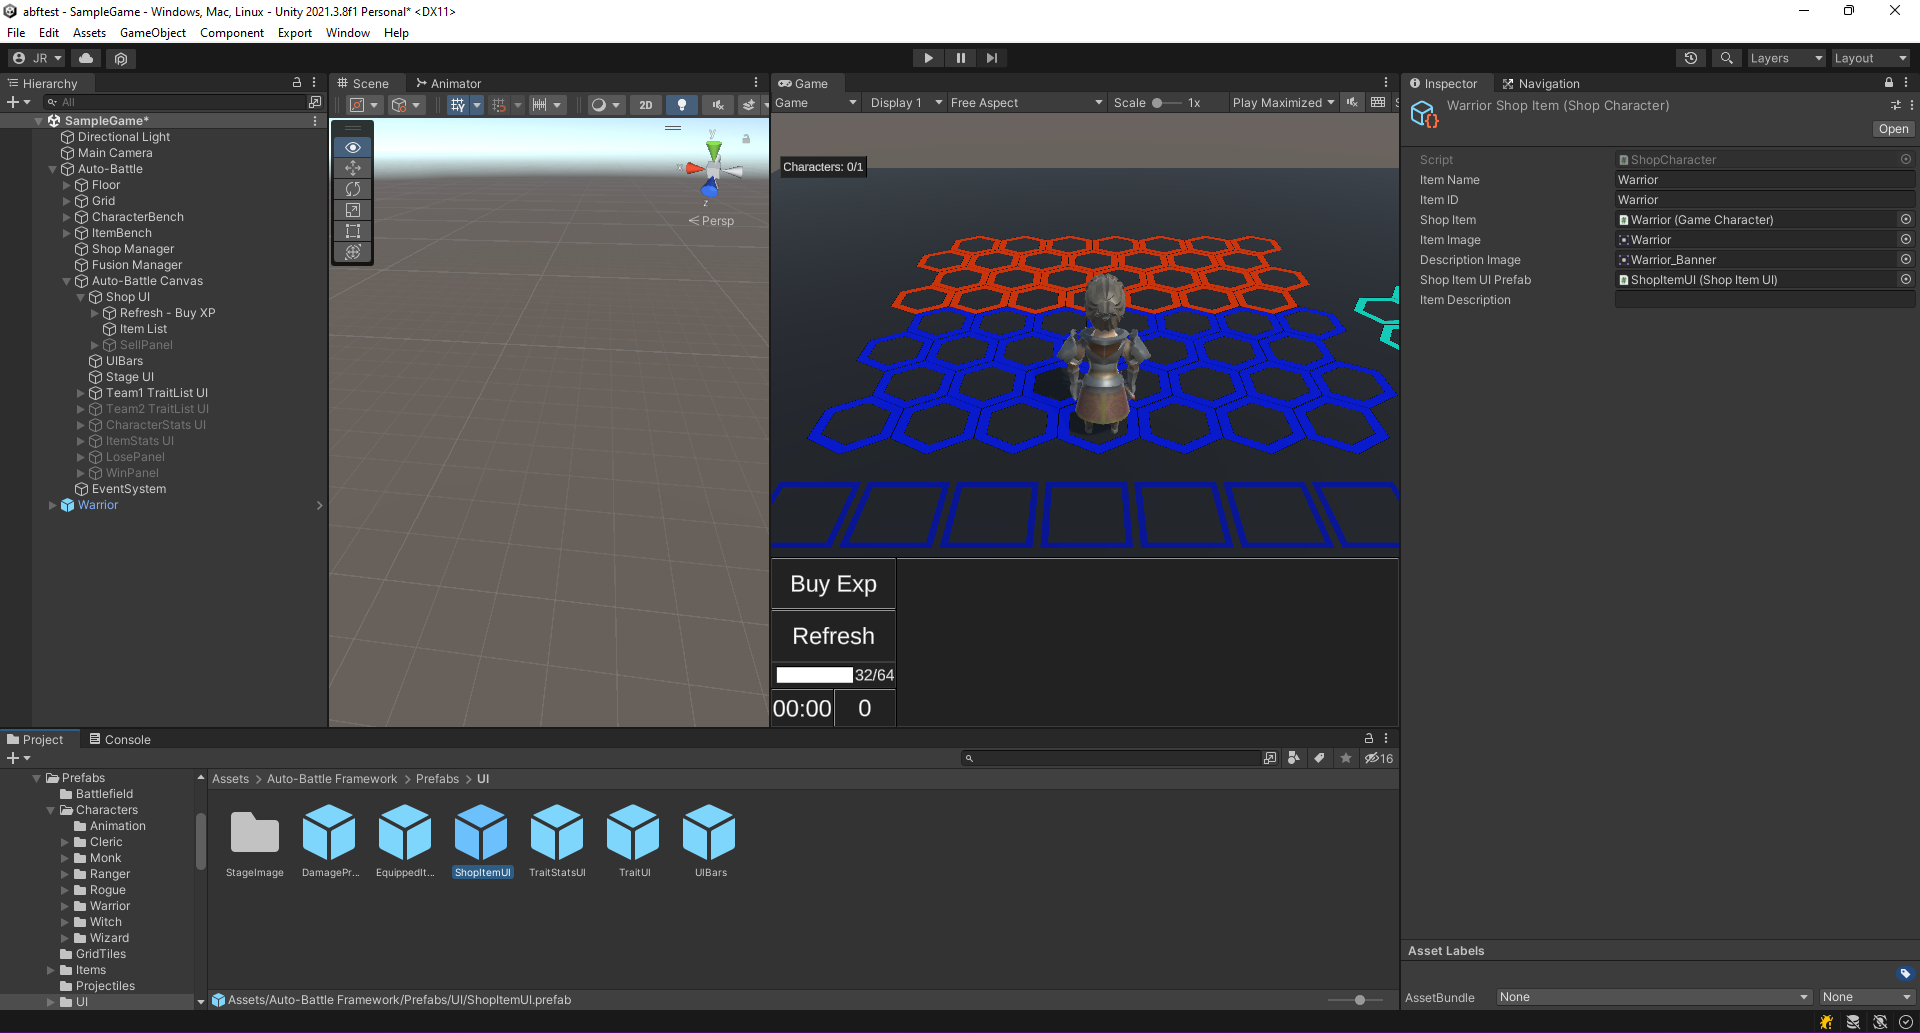 abftest - SampleGame - Windows, Mac, Linux - Unity 2021.3.8f1 Personal* <DX11>
File Edit Assets GameObject Component Export Window Help
JR Layers Layout
Hierarchy
All
SampleGame*
Directional Light
Main Camera
Auto-Battle
Floor
Grid
CharacterBench
ItemBench
Shop Manager
Fusion Manager
Auto-Battle Canvas
Shop UI
Refresh - Buy XP
Item List
SellPanel
UIBars
Stage UI
Team1 TraitList UI
Team2 TraitList UI
CharacterStats UI
ItemStats UI
LosePanel
WinPanel
EventSystem
Warrior
Scene Animator
2D
y
x
z
Persp
Game
Game Display 1 Free Aspect Scale 1x Play Maximized S
Characters: 0/1
Buy Exp
Refresh
32/64
00:00 0
Inspector Navigation
Warrior Shop Item (Shop Character)
Open
Script ShopCharacter
Item Name Warrior
Item ID Warrior
Shop Item Warrior (Game Character)
Item Image Warrior
Description Image Warrior_Banner
Shop Item UI Prefab ShopItemUI (Shop Item UI)
Item Description
Project Console
16
Prefabs
Battlefield
Characters
Animation
Cleric
Monk
Ranger
Rogue
Warrior
Witch
Wizard
GridTiles
Items
Projectiles
UI
Assets > Auto-Battle Framework > Prefabs > UI
StageImage DamagePr... EquippedIt... ShopItemUI TraitStatsUI TraitUI UIBars
Assets/Auto-Battle Framework/Prefabs/UI/ShopItemUI.prefab
Asset Labels
AssetBundle None None